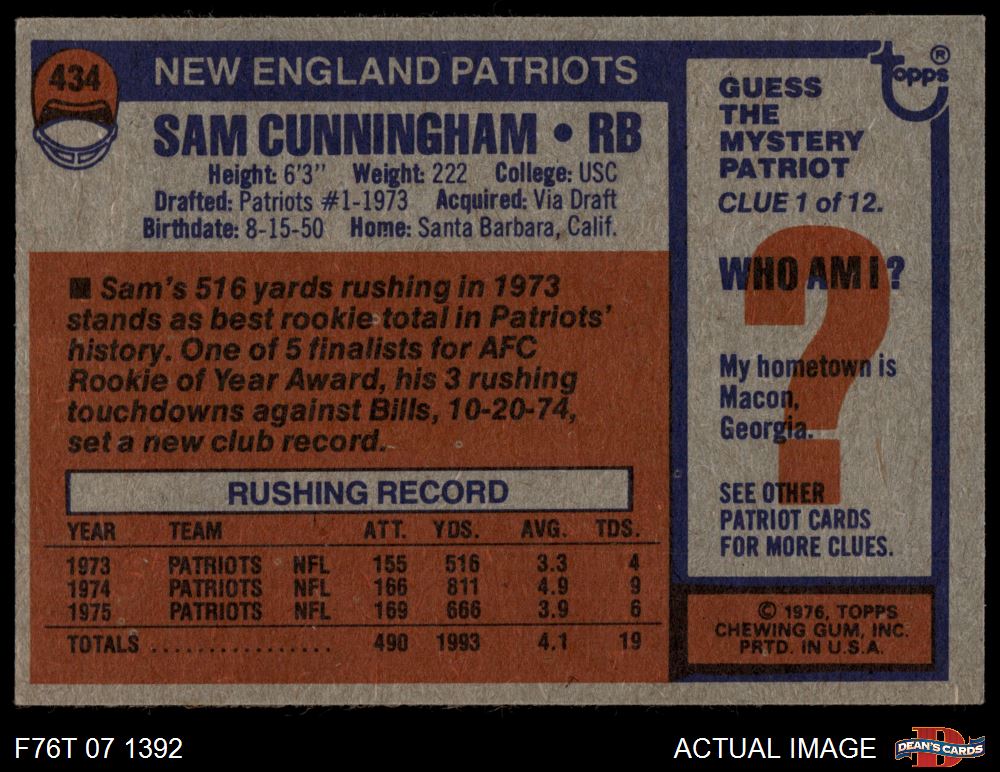 434
NEW ENGLAND PATRIOTS
SAM CUNNINGHAM • RB
Height: 6'3" Weight: 222 College: USC
Drafted: Patriots #1-1973 Acquired: Via Draft
Birthdate: 8-15-50 Home: Santa Barbara, Calif.
■ Sam's 516 yards rushing in 1973
stands as best rookie total in Patriots'
history. One of 5 finalists for AFC
Rookie of Year Award, his 3 rushing
touchdowns against Bills, 10-20-74,
set a new club record.
RUSHING RECORD
YEAR TEAM ATT. YDS. AVG. TDS.
1973 PATRIOTS NFL 155 516 3.3 4
1974 PATRIOTS NFL 166 811 4.9 9
1975 PATRIOTS NFL 169 666 3.9 6
TOTALS ................. 490 1993 4.1 19
topps ®
GUESS
THE
MYSTERY
PATRIOT
CLUE 1 of 12.
?
WHO AM I?
My hometown is
Macon,
Georgia.
SEE OTHER
PATRIOT CARDS
FOR MORE CLUES.
© 1976, TOPPS
CHEWING GUM, INC.
PRTD. IN U.S.A.
F76T 07 1392
ACTUAL IMAGE
D
DEAN'S CARDS